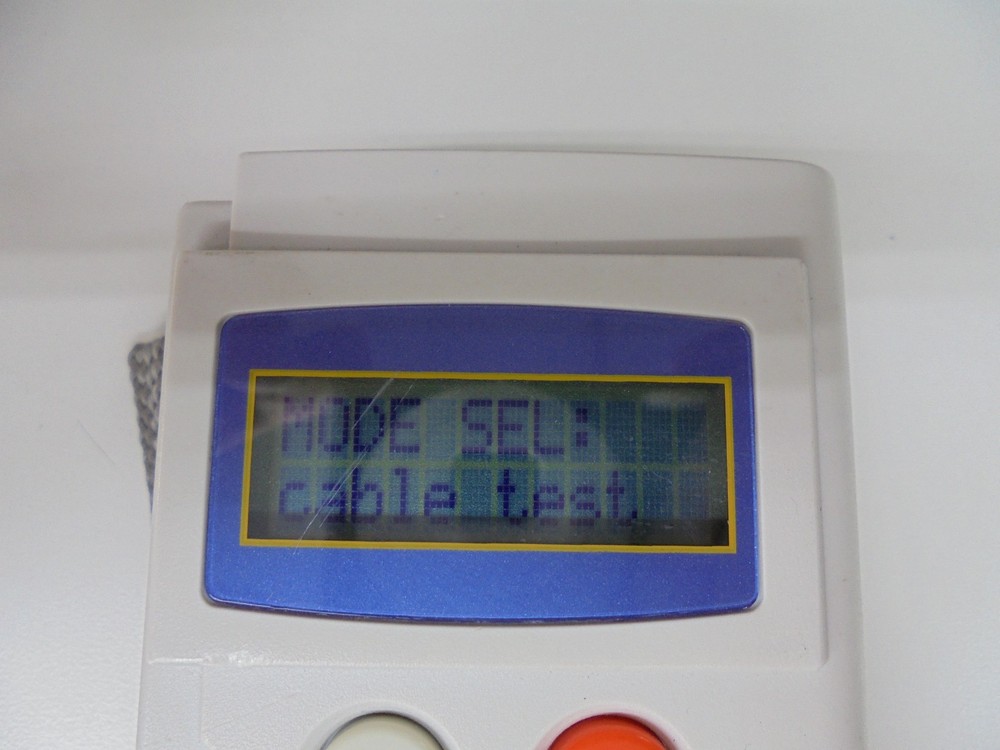 MODE SEL:
cable test